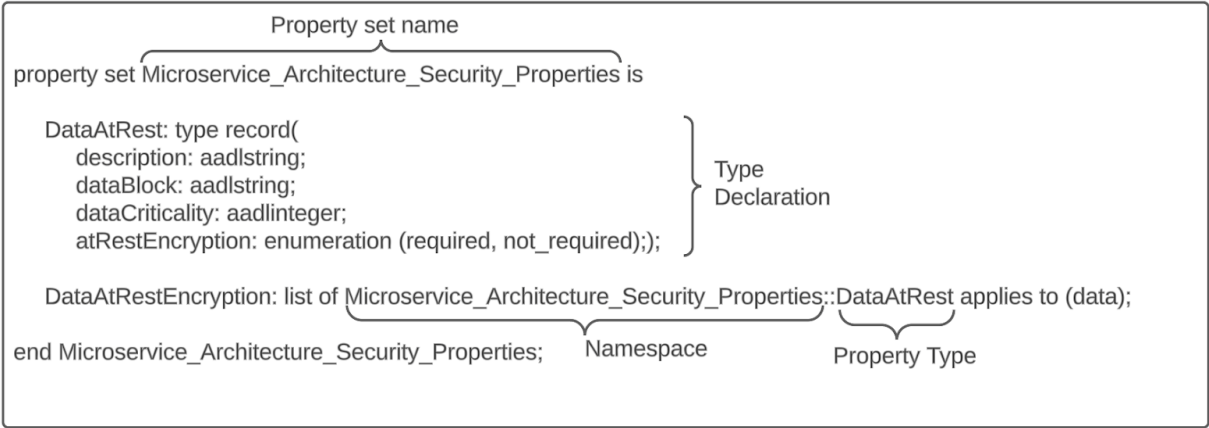 Property set name
property set Microservice_Architecture_Security_Properties is
DataAtRest: type record(
description: aadlstring;
dataBlock: aadlstring;
dataCriticality: aadlinteger;
atRestEncryption: enumeration (required, not_required););
Type
Declaration
DataAtRestEncryption: list of Microservice_Architecture_Security_Properties::DataAtRest applies to (data);
end Microservice_Architecture_Security_Properties;
Namespace
Property Type